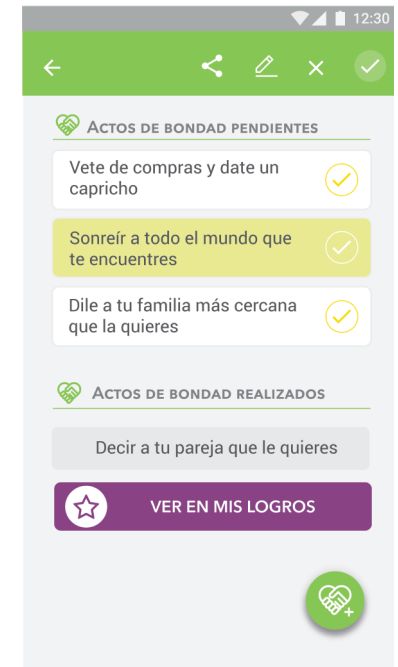 12:30
ACTOS DE BONDAD PENDIENTES
Vete de compras y date un
capricho
Sonreír a todo el mundo que
te encuentres
Dile a tu familia más cercana
que la quieres
ACTOS DE BONDAD REALIZADOS
Decir a tu pareja que le quieres
VER EN MIS LOGROS